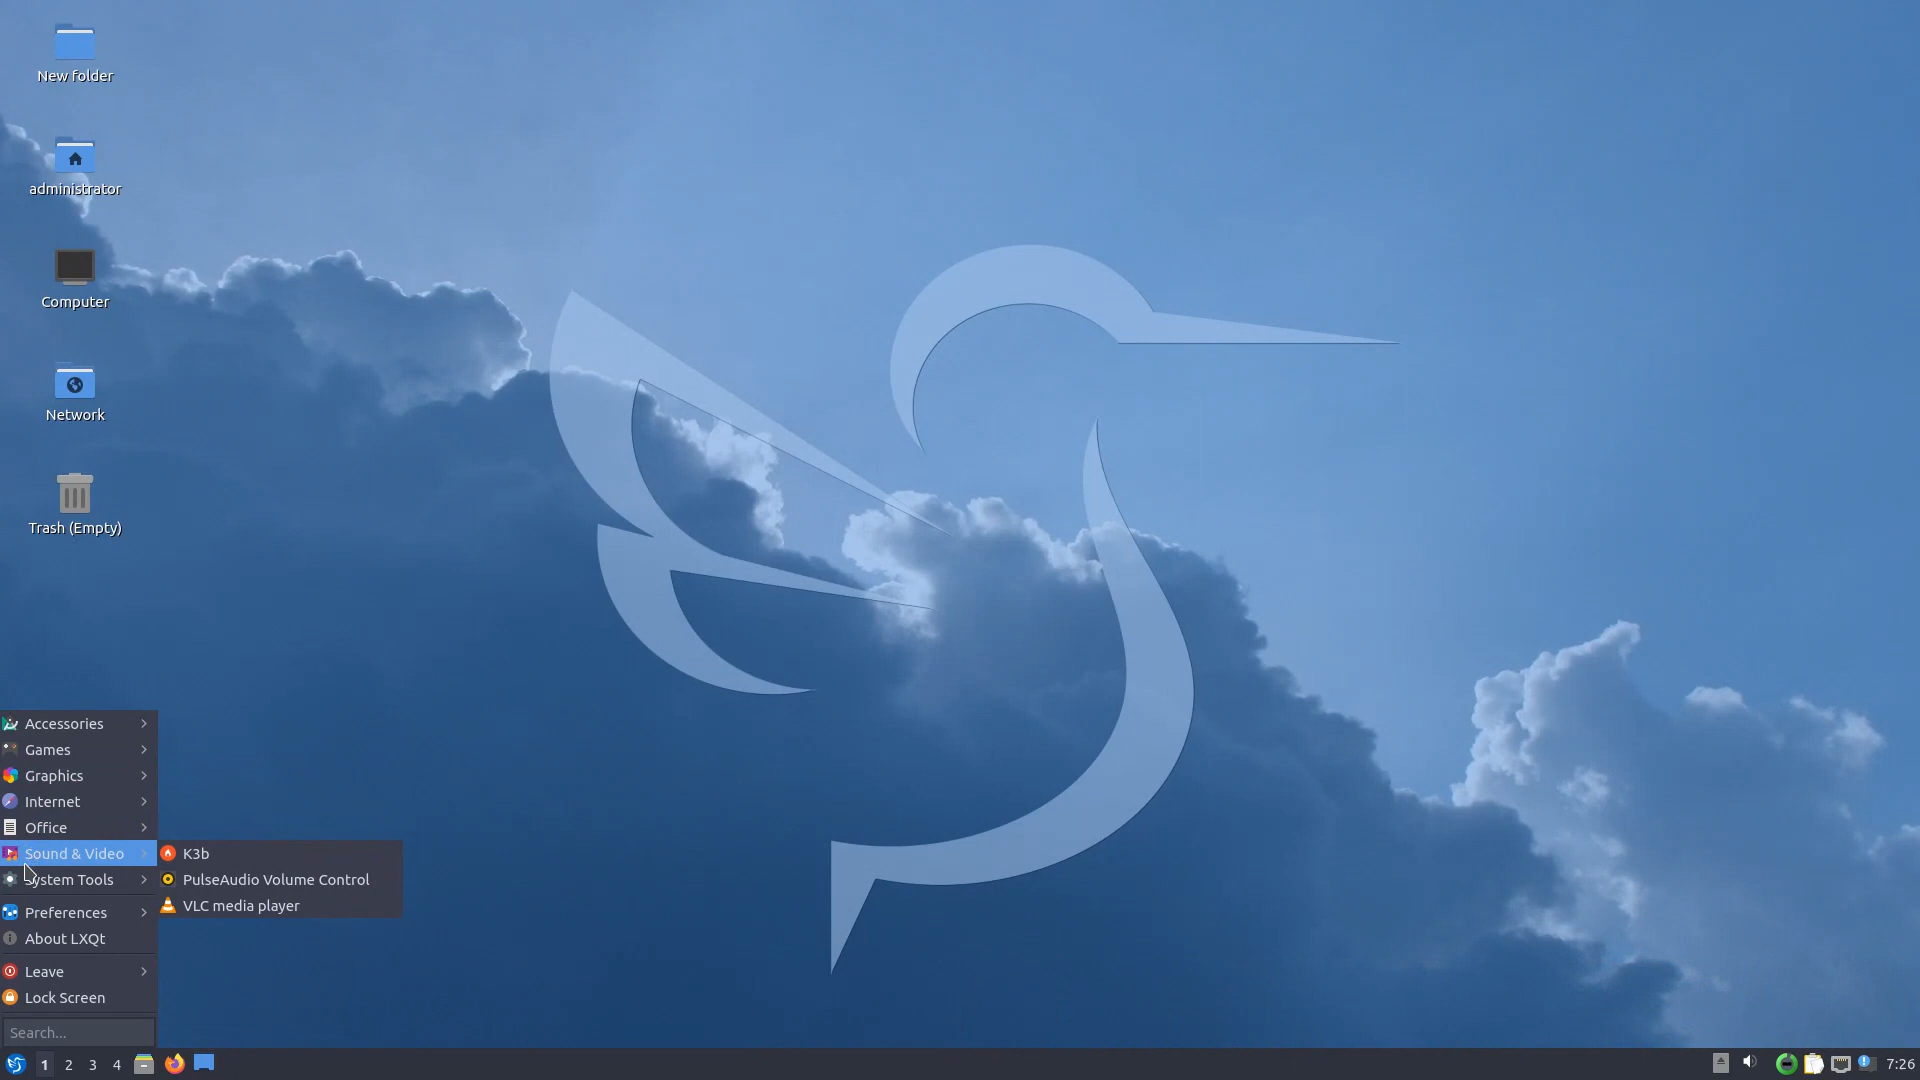 New folder
administrator
Computer
Network
Trash (Empty)
Accessories
Games
Graphics
Internet
Office
Sound & Video
System Tools
Preferences
About LXQt
Leave
Lock Screen
Search...
K3b
PulseAudio Volume Control
VLC media player
1 2 3 4
7:26